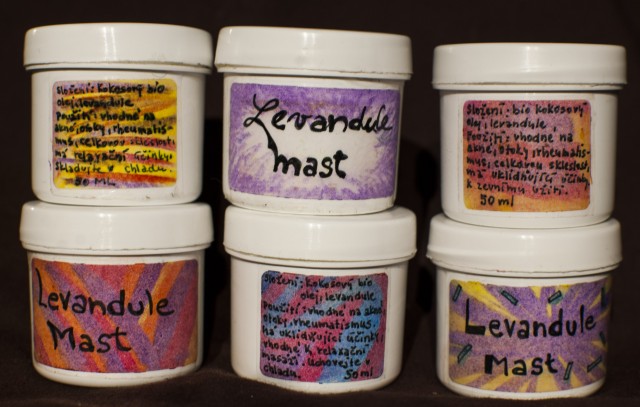 Složení: Kokosový bio
olej, levandule
Použití: vhodné na
akné, otoky, rheumatis-
mus, celkovou sklesлost
má relaxační účinky.
Skladujte v chladu.
50 ML
Levandule
mast
Složení: bio kokosový
olej, levandule
Použití: vhodné na
akné, otoky, rheumatis-
mus, celkovou sklesl
má uklidňující účinky
k zevnímu užití.
50 ml
Levandule
Mast
Složení: Kokosový bio
olej, levandule
Použití: vhodné na akné,
otoky, rheumatismus,
má uklidňující účinky
vhodné k relaxační
masáži. Uchovejte v
chladu. 50 ml
Levandule
Mast